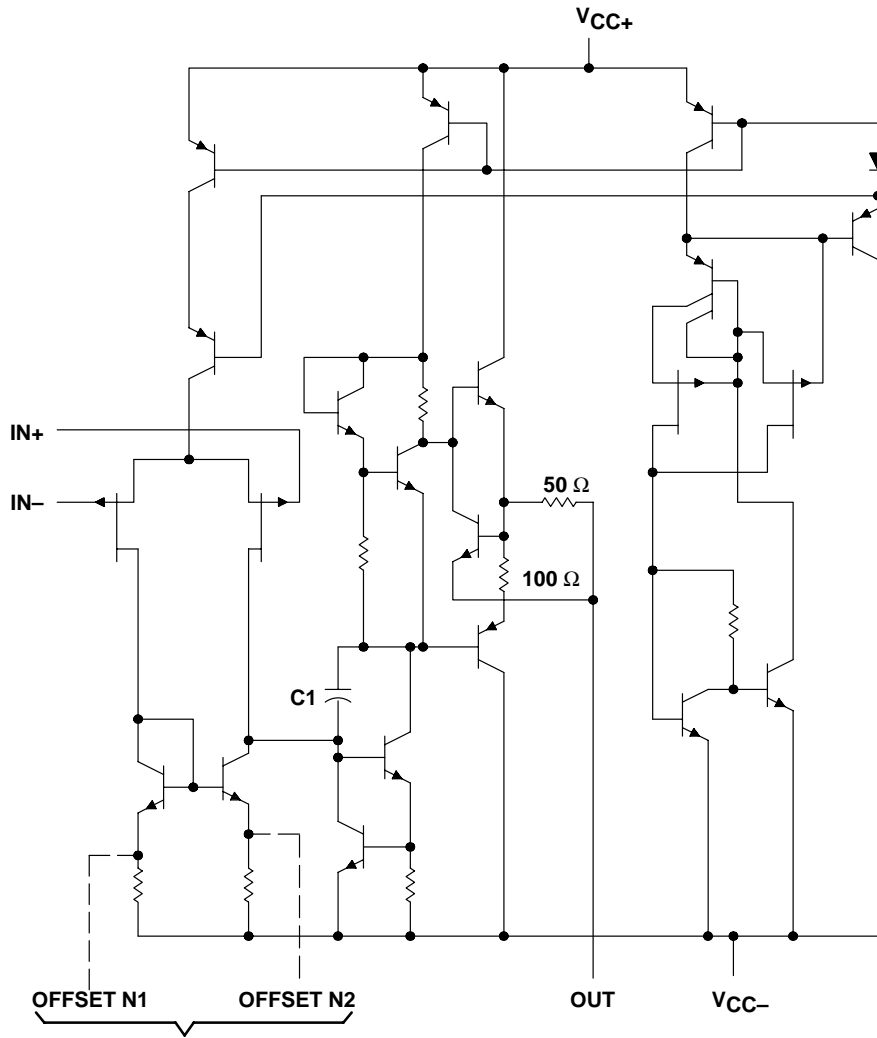 VCC+
IN+
IN–
50 Ω
100 Ω
C1
OFFSET N1
OFFSET N2
OUT
VCC–